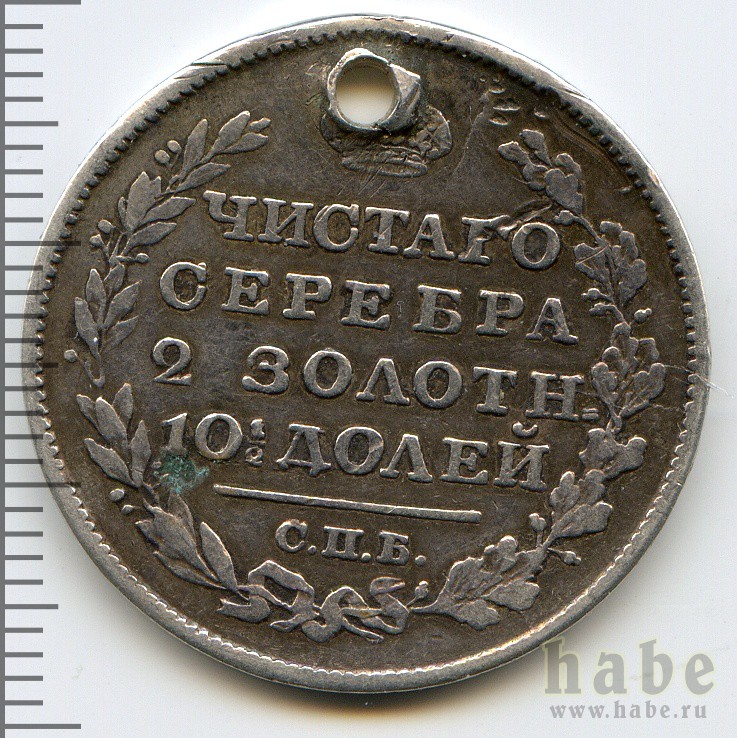 ЧИСТАГО
СЕРЕБРА
2 ЗОЛОТН=
10½ ДОЛЕЙ
С.П.Б.
habe
www.habe.ru